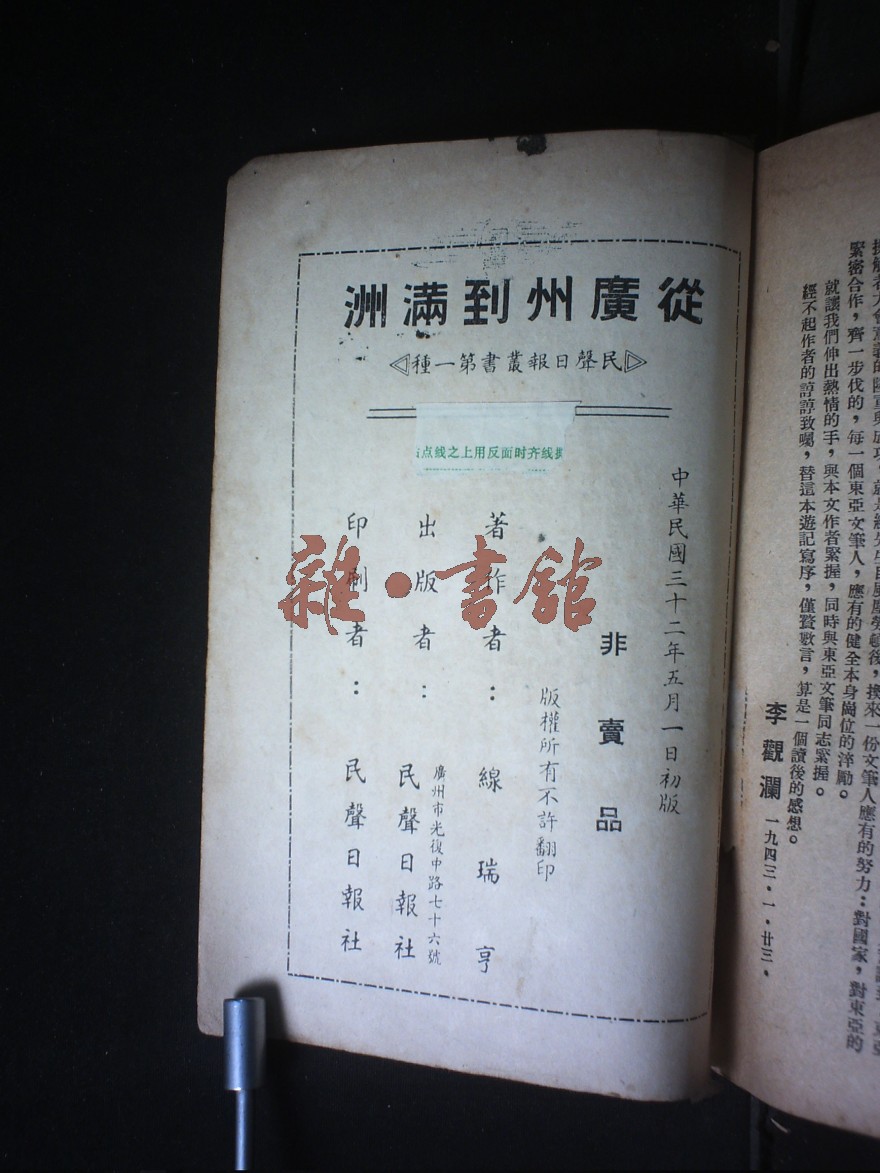 從廣州到滿洲
民聲日報叢書第一種
点线之上用反面时齐线
中華民國三十二年五月一日初版
非賣品
版權所有不許翻印
著作者：線瑞亨
廣州市光復中路七十六號
出版者：民聲日報社
印刷者：民聲日報社
雜·書館
緊密合作，齊一步伐的，每一個東亞文筆人，應有的健全本身崗位的淬勵。
就讓我們伸出熱情的手，與本文作者緊握，同時與東亞文筆同志緊握。
經不起作者的諄諄致囑，替這本遊記寫序，僅贅數言，算是一個讀後的感想。
李觀瀾 一九四三・一・廿三・